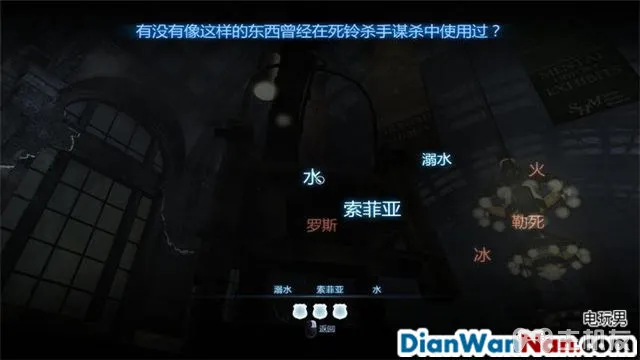 有没有像这样的东西曾经在死铃杀手谋杀中使用过？
溺水
火
水
索菲亚
罗斯
勒死
冰
溺水 索菲亚 水
返回
电玩男
DianWanNan.com